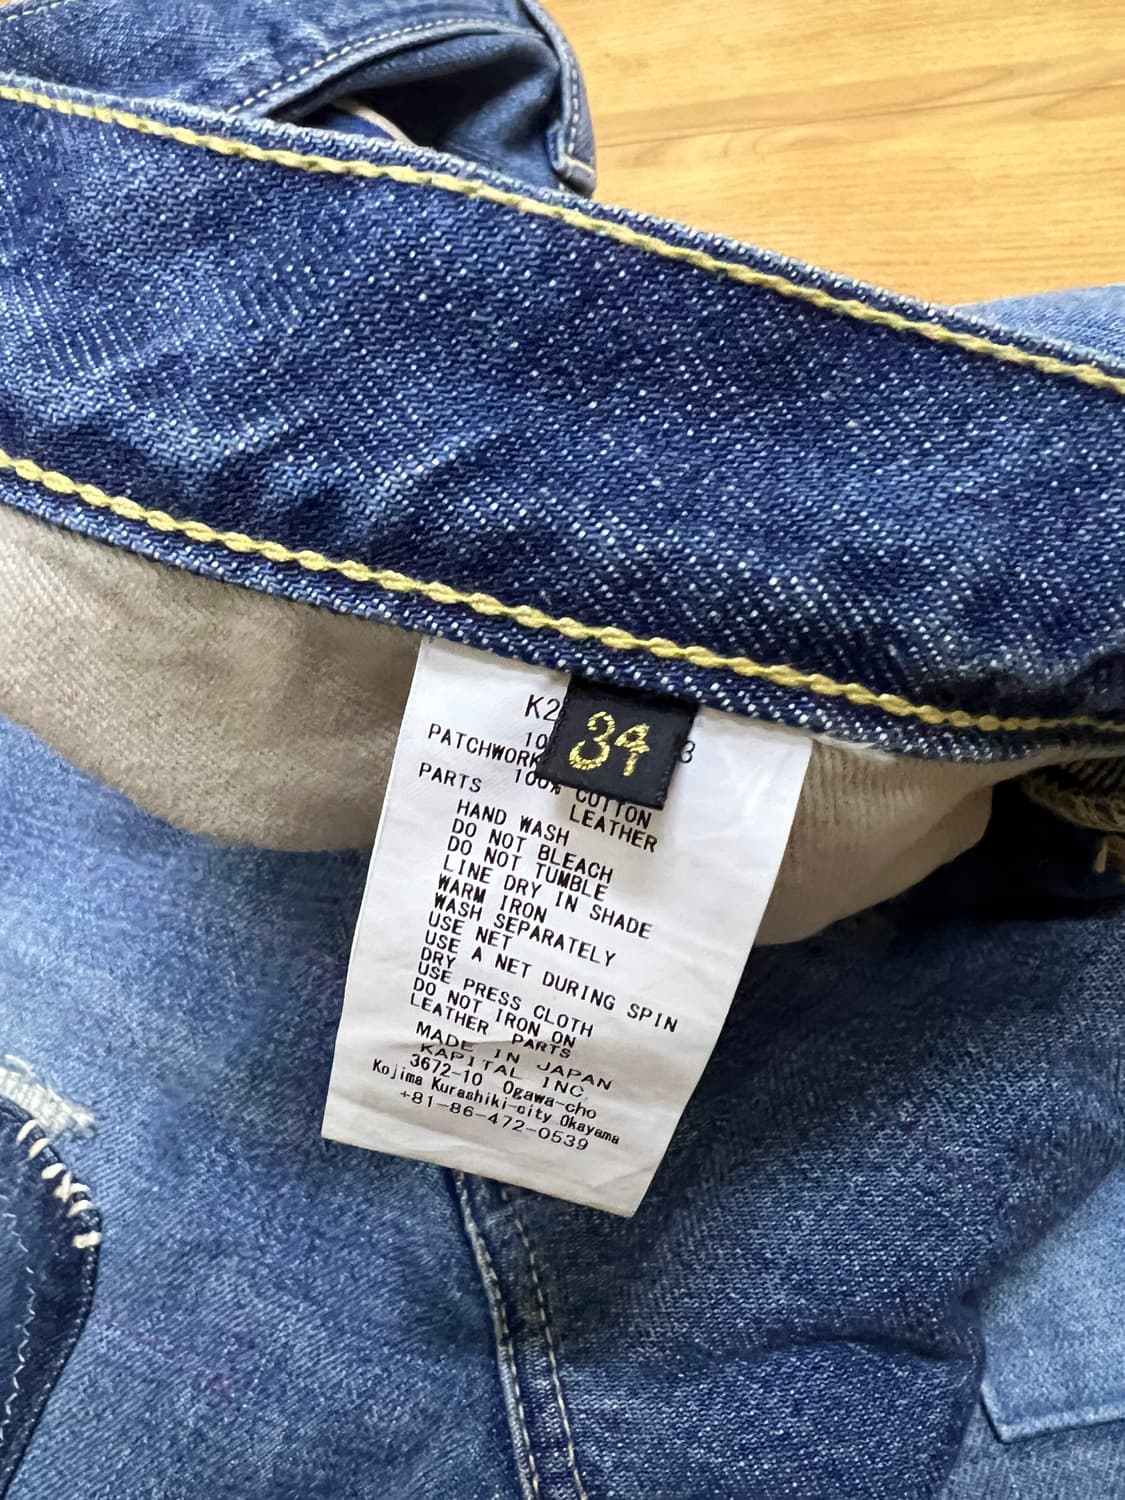 34
K2 3
10
PATCHWORK 100% COTTON
PARTS LEATHER
HAND WASH
DO NOT BLEACH
DO NOT TUMBLE
LINE DRY IN SHADE
WARM IRON
WASH SEPARATELY
USE NET
USE A NET DURING SPIN
DRY
USE PRESS CLOTH
DO NOT IRON ON
LEATHER PARTS
MADE IN JAPAN
KAPITAL INC.
3672-10 Ogawa-cho
Kojima Kurashiki-city Okayama
+81-86-472-0539